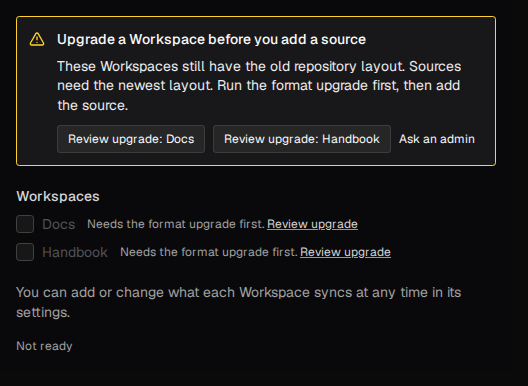 Upgrade a Workspace before you add a source
These Workspaces still have the old repository layout. Sources
need the newest layout. Run the format upgrade first, then add
the source.
Review upgrade: Docs
Review upgrade: Handbook
Ask an admin
Workspaces
Docs Needs the format upgrade first. Review upgrade
Handbook Needs the format upgrade first. Review upgrade
You can add or change what each Workspace syncs at any time in its
settings.
Not ready